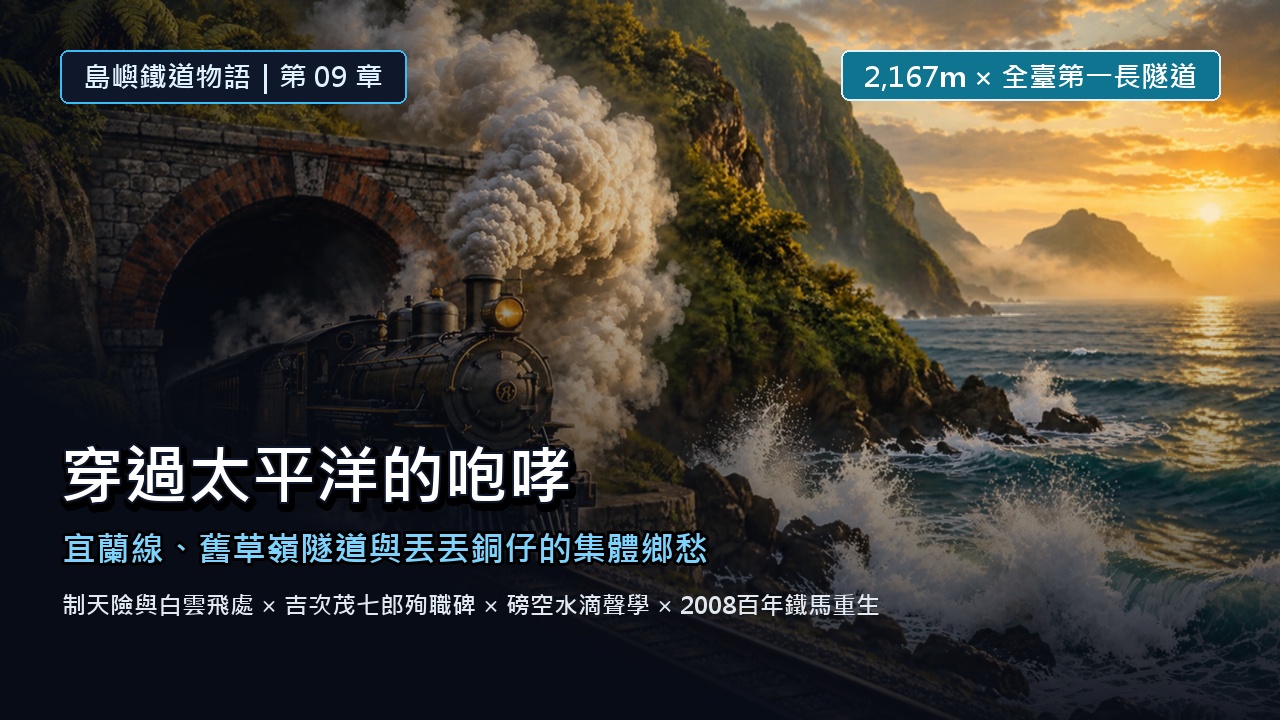 島嶼鐵道物語 | 第 09 章
2,167m × 全臺第一長隧道
穿過太平洋的咆哮
宜蘭線、舊草嶺隧道與丟丟銅仔的集體鄉愁
制天險與白雲飛處 × 吉次茂七郎殉職碑 × 磅空水滴聲學 × 2008百年鐵馬重生